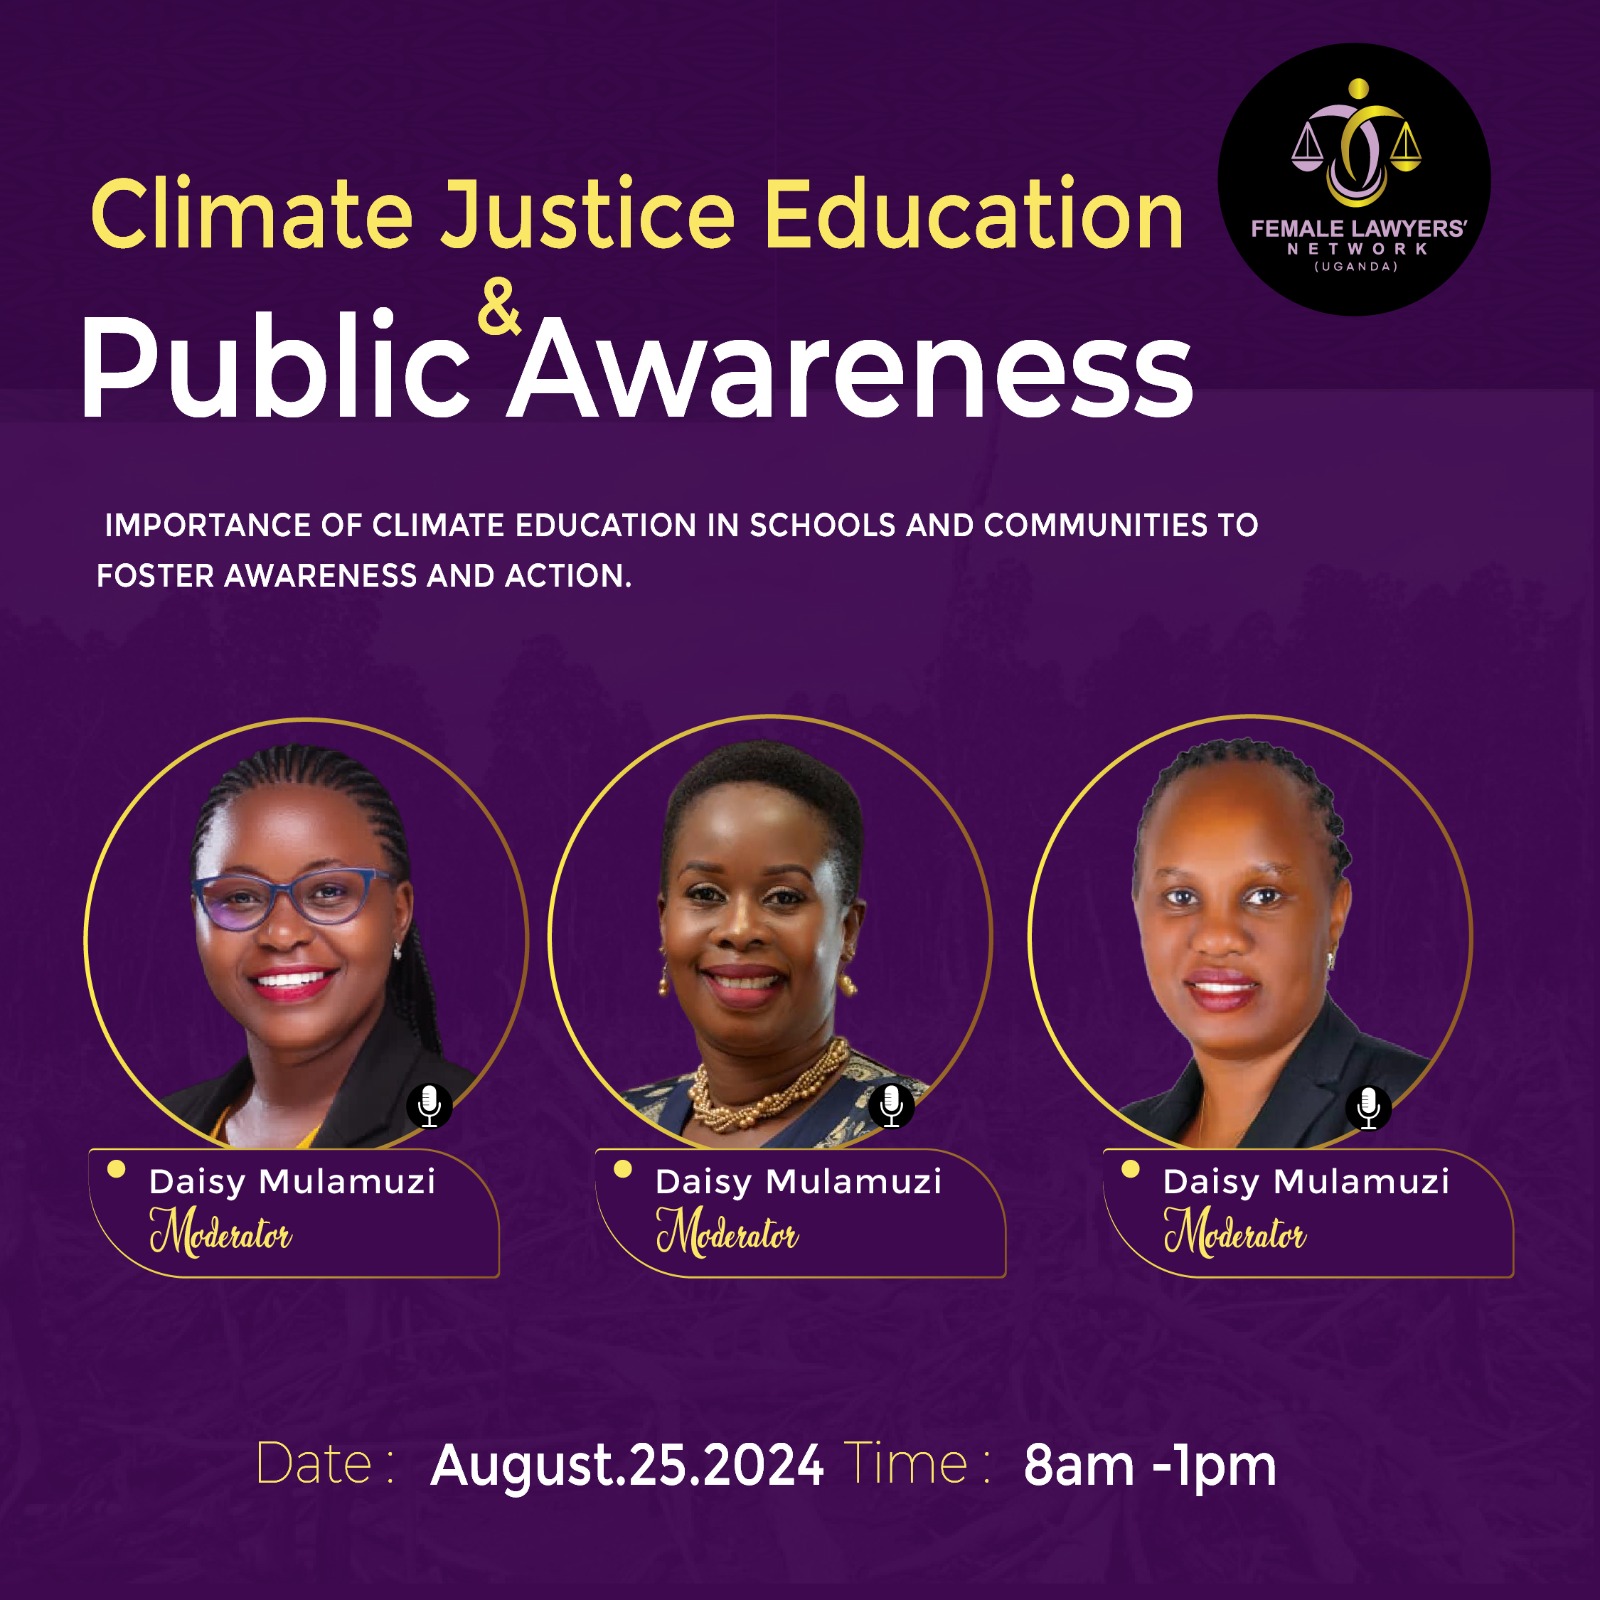 FEMALE LAWYERS'
NETWORK
(UGANDA)
Climate Justice Education
&
Public Awareness
IMPORTANCE OF CLIMATE EDUCATION IN SCHOOLS AND COMMUNITIES TO
FOSTER AWARENESS AND ACTION.
Daisy Mulamuzi
Moderator
Daisy Mulamuzi
Moderator
Daisy Mulamuzi
Moderator
Date : August.25.2024 Time : 8am -1pm